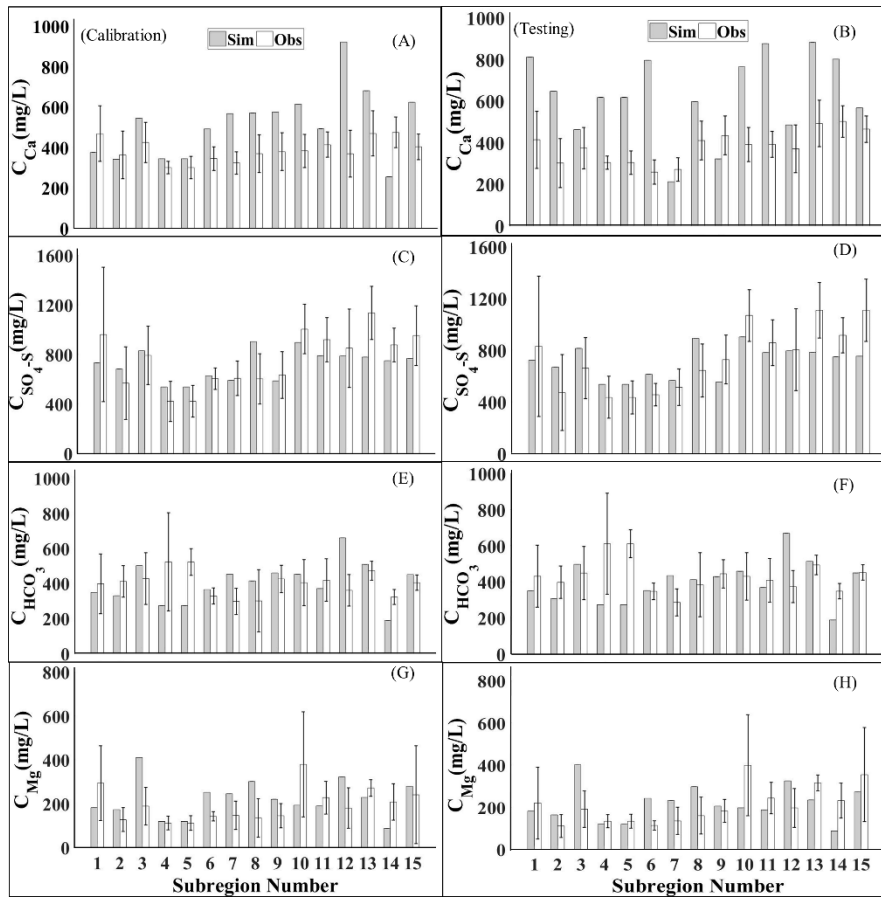 (Calibration)
Sim Obs
(A)
1000
800
600
400
200
0
C_Ca (mg/L)
(Testing)
Sim Obs
(B)
1000
800
600
400
200
0
C_Ca (mg/L)
(C)
1600
1200
800
400
0
C_SO4-S (mg/L)
(D)
1600
1200
800
400
0
C_SO4-S (mg/L)
(E)
1000
800
600
400
200
0
C_HCO3 (mg/L)
(F)
1000
800
600
400
200
0
C_HCO3 (mg/L)
(G)
800
600
400
200
0
C_Mg (mg/L)
1 2 3 4 5 6 7 8 9 10 11 12 13 14 15
Subregion Number
(H)
800
600
400
200
0
C_Mg (mg/L)
1 2 3 4 5 6 7 8 9 10 11 12 13 14 15
Subregion Number